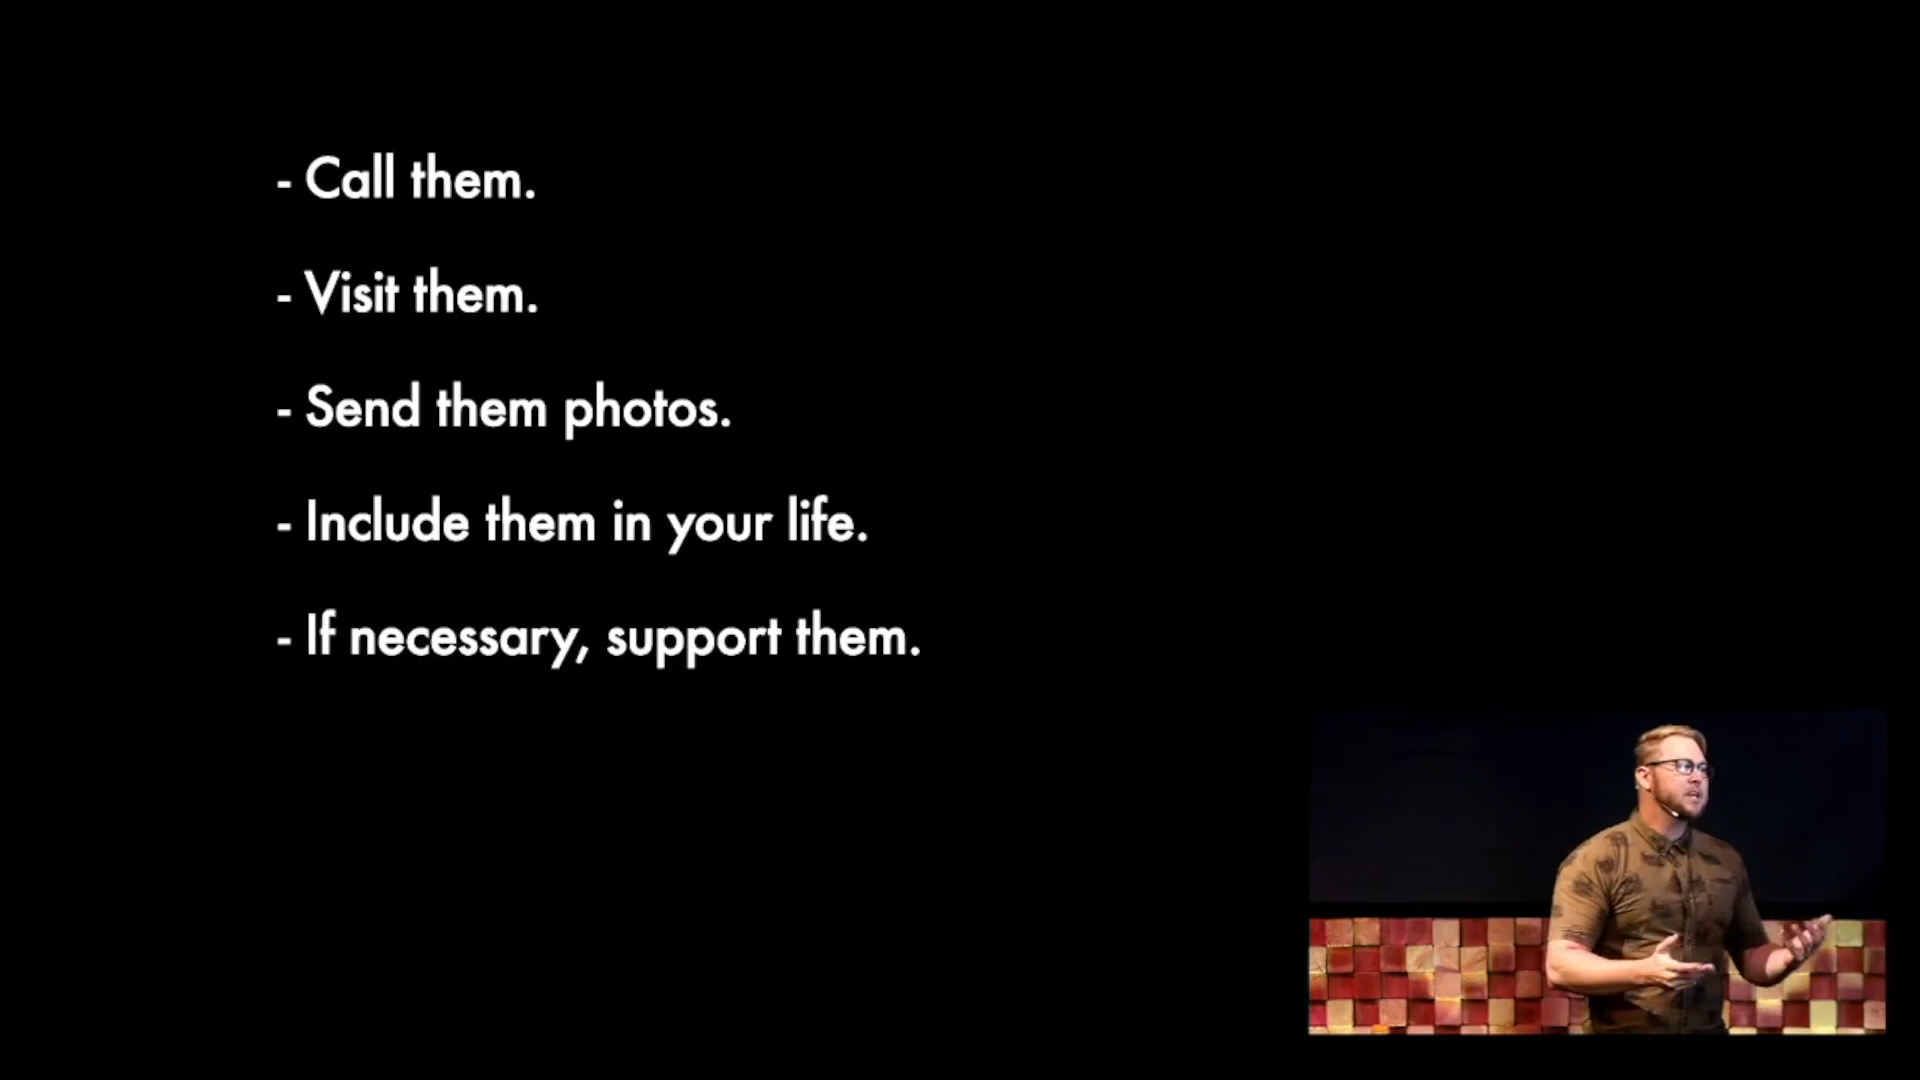 - Call them.
- Visit them.
- Send them photos.
- Include them in your life.
- If necessary, support them.